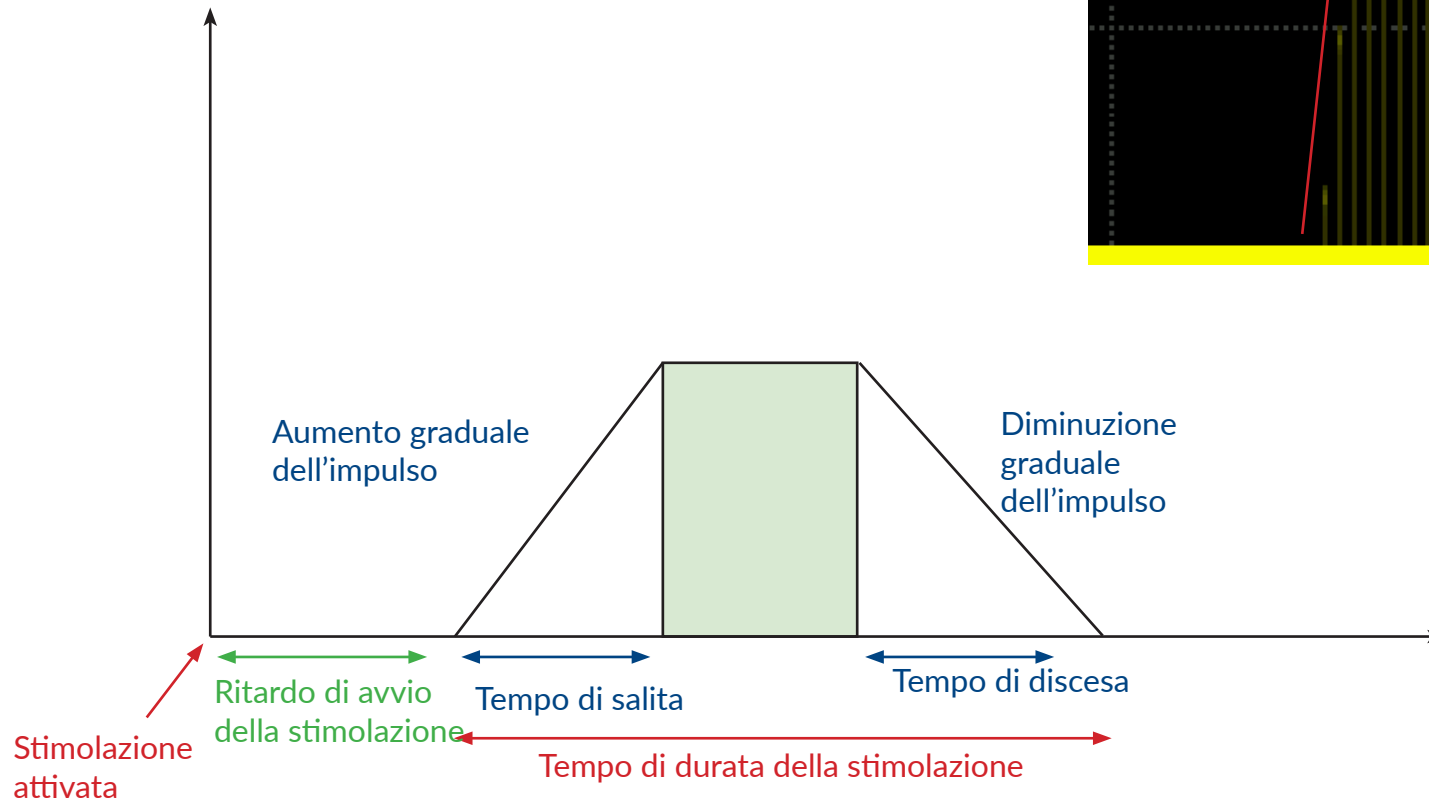 Aumento graduale
dell’impulso
Diminuzione
graduale
dell’impulso
Ritardo di avvio
della stimolazione
Tempo di salita
Tempo di discesa
Stimolazione
attivata
Tempo di durata della stimolazione